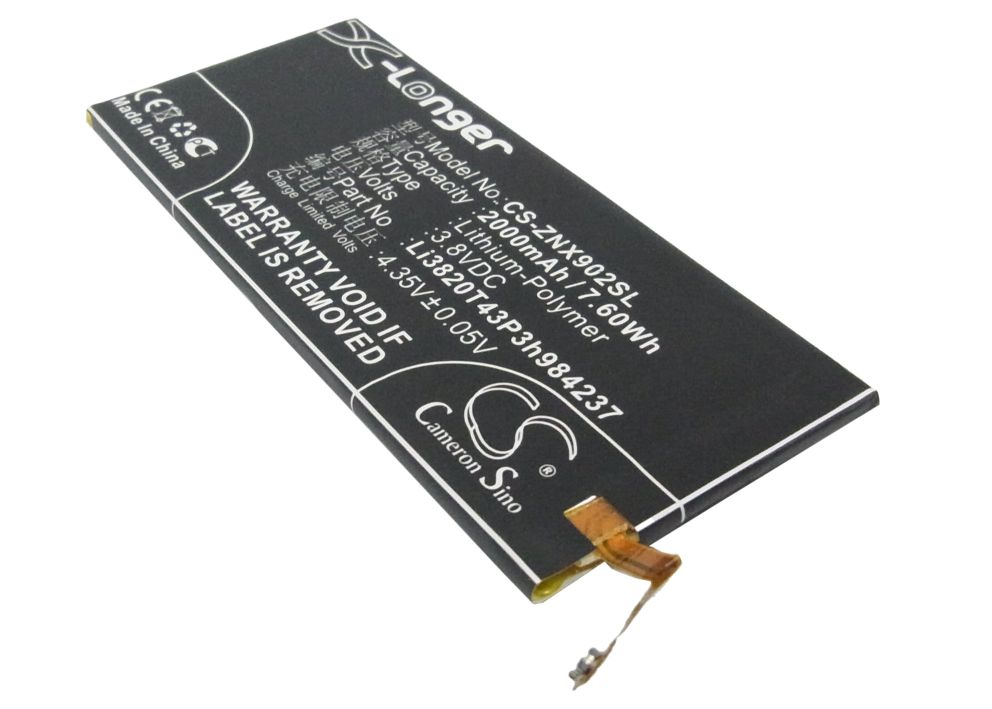 X-Longer
型号Model No.: CS-ZNX902SL
容量Capacity : 2000mAh/7.60Wh
规格Type : Lithium-Polymer
电压Volts : 3.8VDC
编号Part No : Li3820T43P3h984237
充电限制电压 : 4.35V±0.05V
Charge Limited Volts
CE
Made In China
WARRANTY VOID IF
LABEL IS REMOVED
CS
Cameron Sino
®